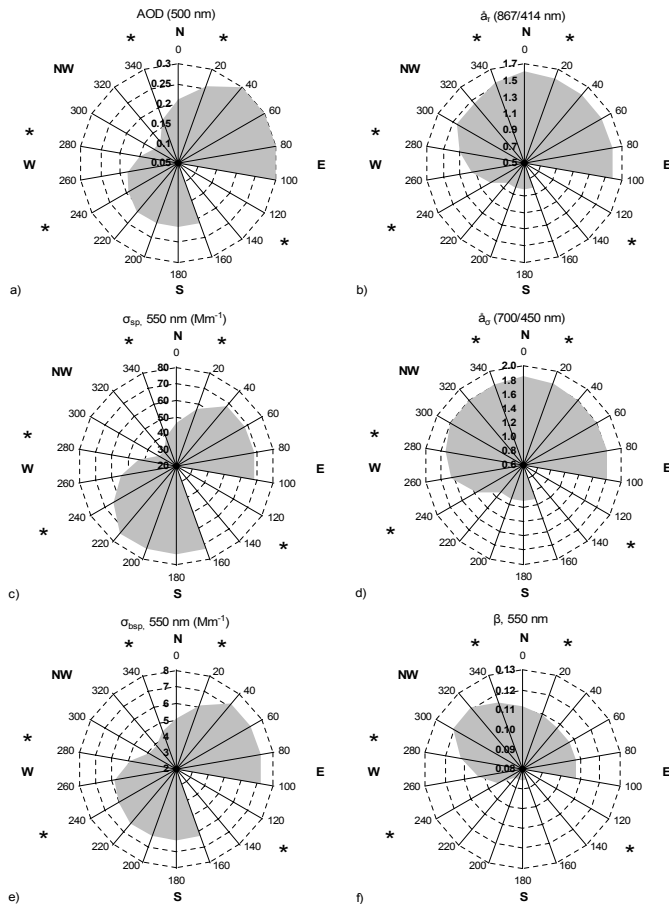 AOD (500 nm)
N
* *
0
340 20
NW 320 40
300 60
* 280 80
W E
260 100
240 120
* *
220 140
200 160
180
S
0.3
0.25
0.2
0.15
0.1
0.05
a)
å_τ (867/414 nm)
N
* *
0
340 20
NW 320 40
300 60
* 280 80
W E
260 100
240 120
* *
220 140
200 160
180
S
1.7
1.5
1.3
1.1
0.9
0.7
0.5
b)
σsp, 550 nm (Mm⁻¹)
N
* *
0
340 20
NW 320 40
300 60
* 280 80
W E
260 100
240 120
* *
220 140
200 160
180
S
80
70
60
50
40
30
20
c)
å_σ (700/450 nm)
N
* *
0
340 20
NW 320 40
300 60
* 280 80
W E
260 100
240 120
* *
220 140
200 160
180
S
2.0
1.8
1.6
1.4
1.2
1.0
0.8
0.6
d)
σbsp, 550 nm (Mm⁻¹)
N
* *
0
340 20
NW 320 40
300 60
* 280 80
W E
260 100
240 120
* *
220 140
200 160
180
S
8
7
6
5
4
3
2
e)
β, 550 nm
N
* *
0
340 20
NW 320 40
300 60
* 280 80
W E
260 100
240 120
* *
220 140
200 160
180
S
0.13
0.12
0.11
0.10
0.09
0.08
f)